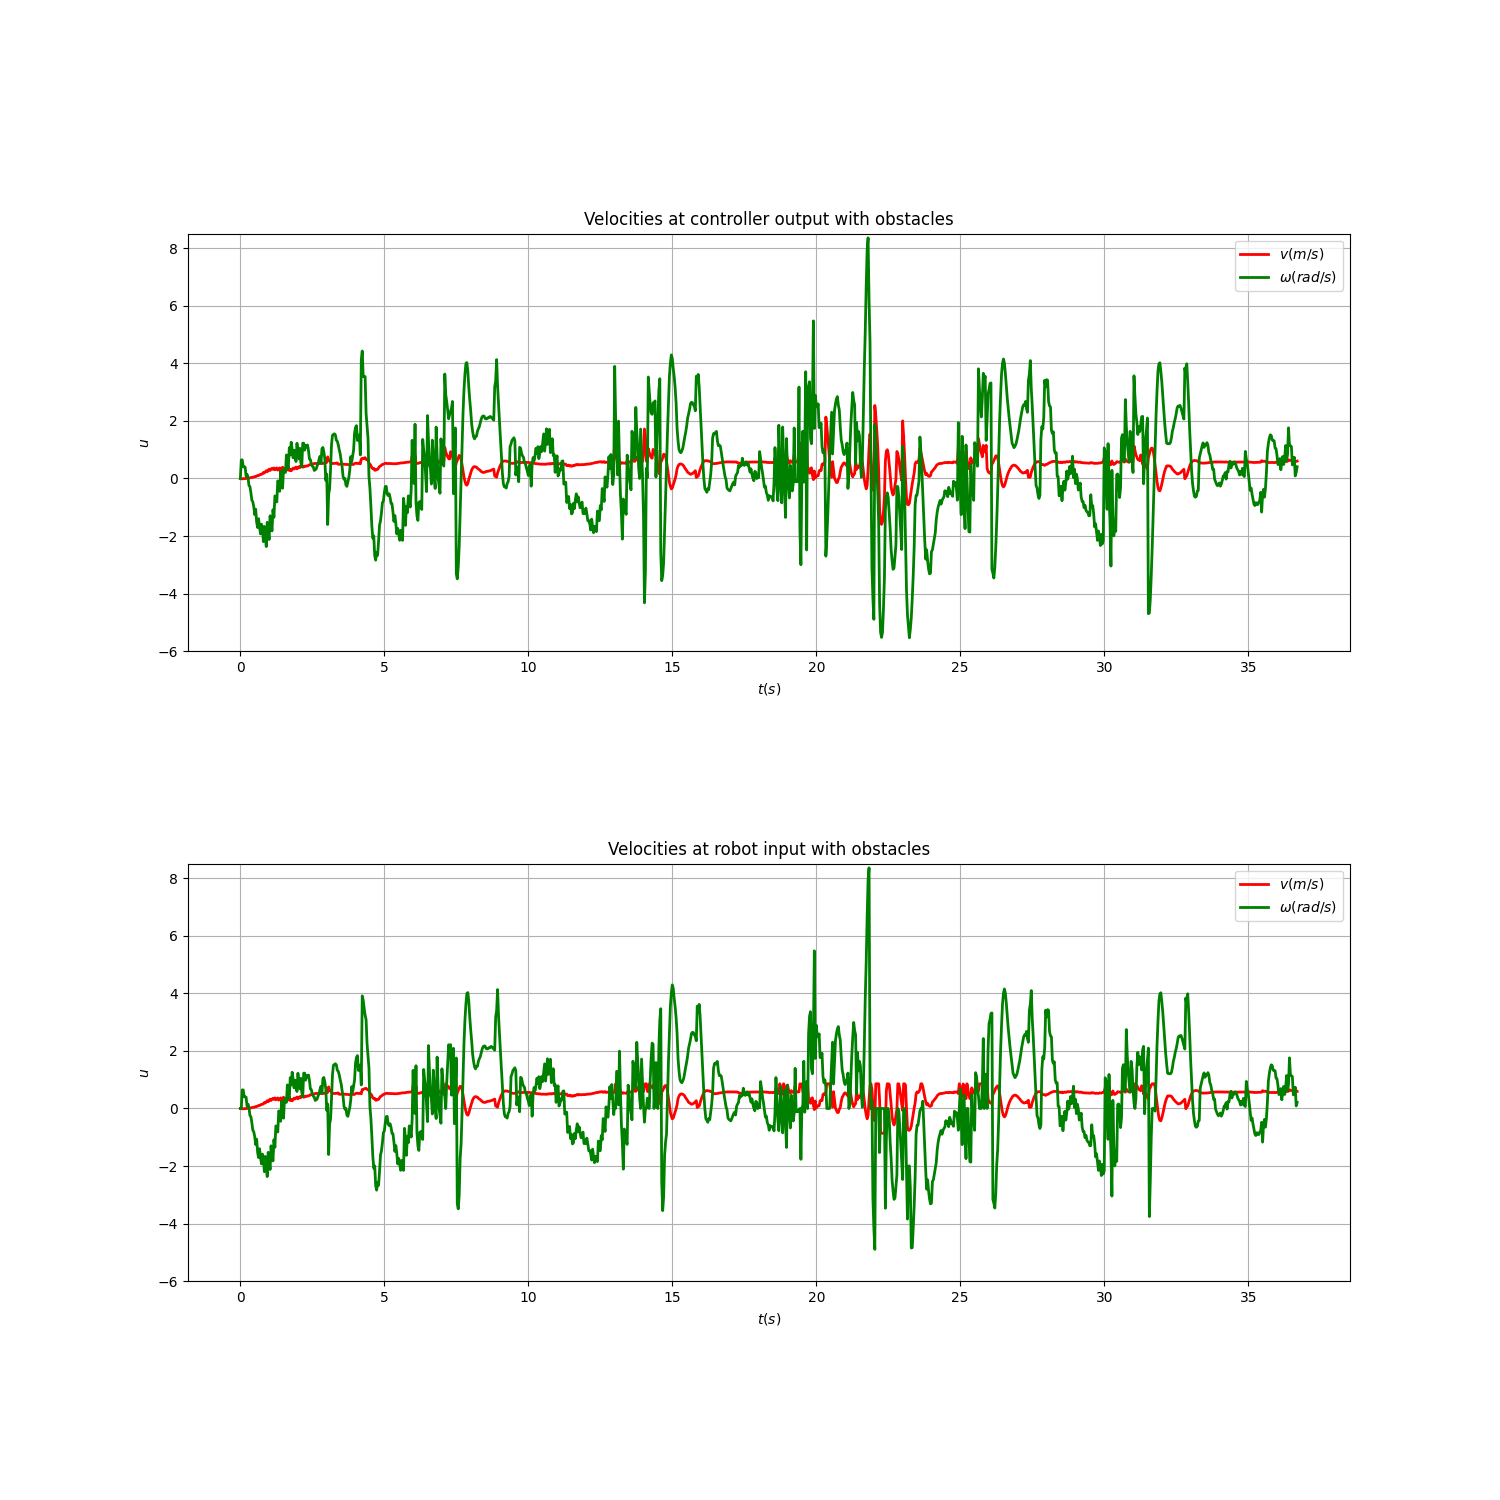 Velocities at controller output with obstacles
8
6
4
2
0
−2
−4
−6
u
v(m/s)
ω(rad/s)
0 5 10 15 20 25 30 35
t(s)
Velocities at robot input with obstacles
8
6
4
2
0
−2
−4
−6
u
v(m/s)
ω(rad/s)
0 5 10 15 20 25 30 35
t(s)